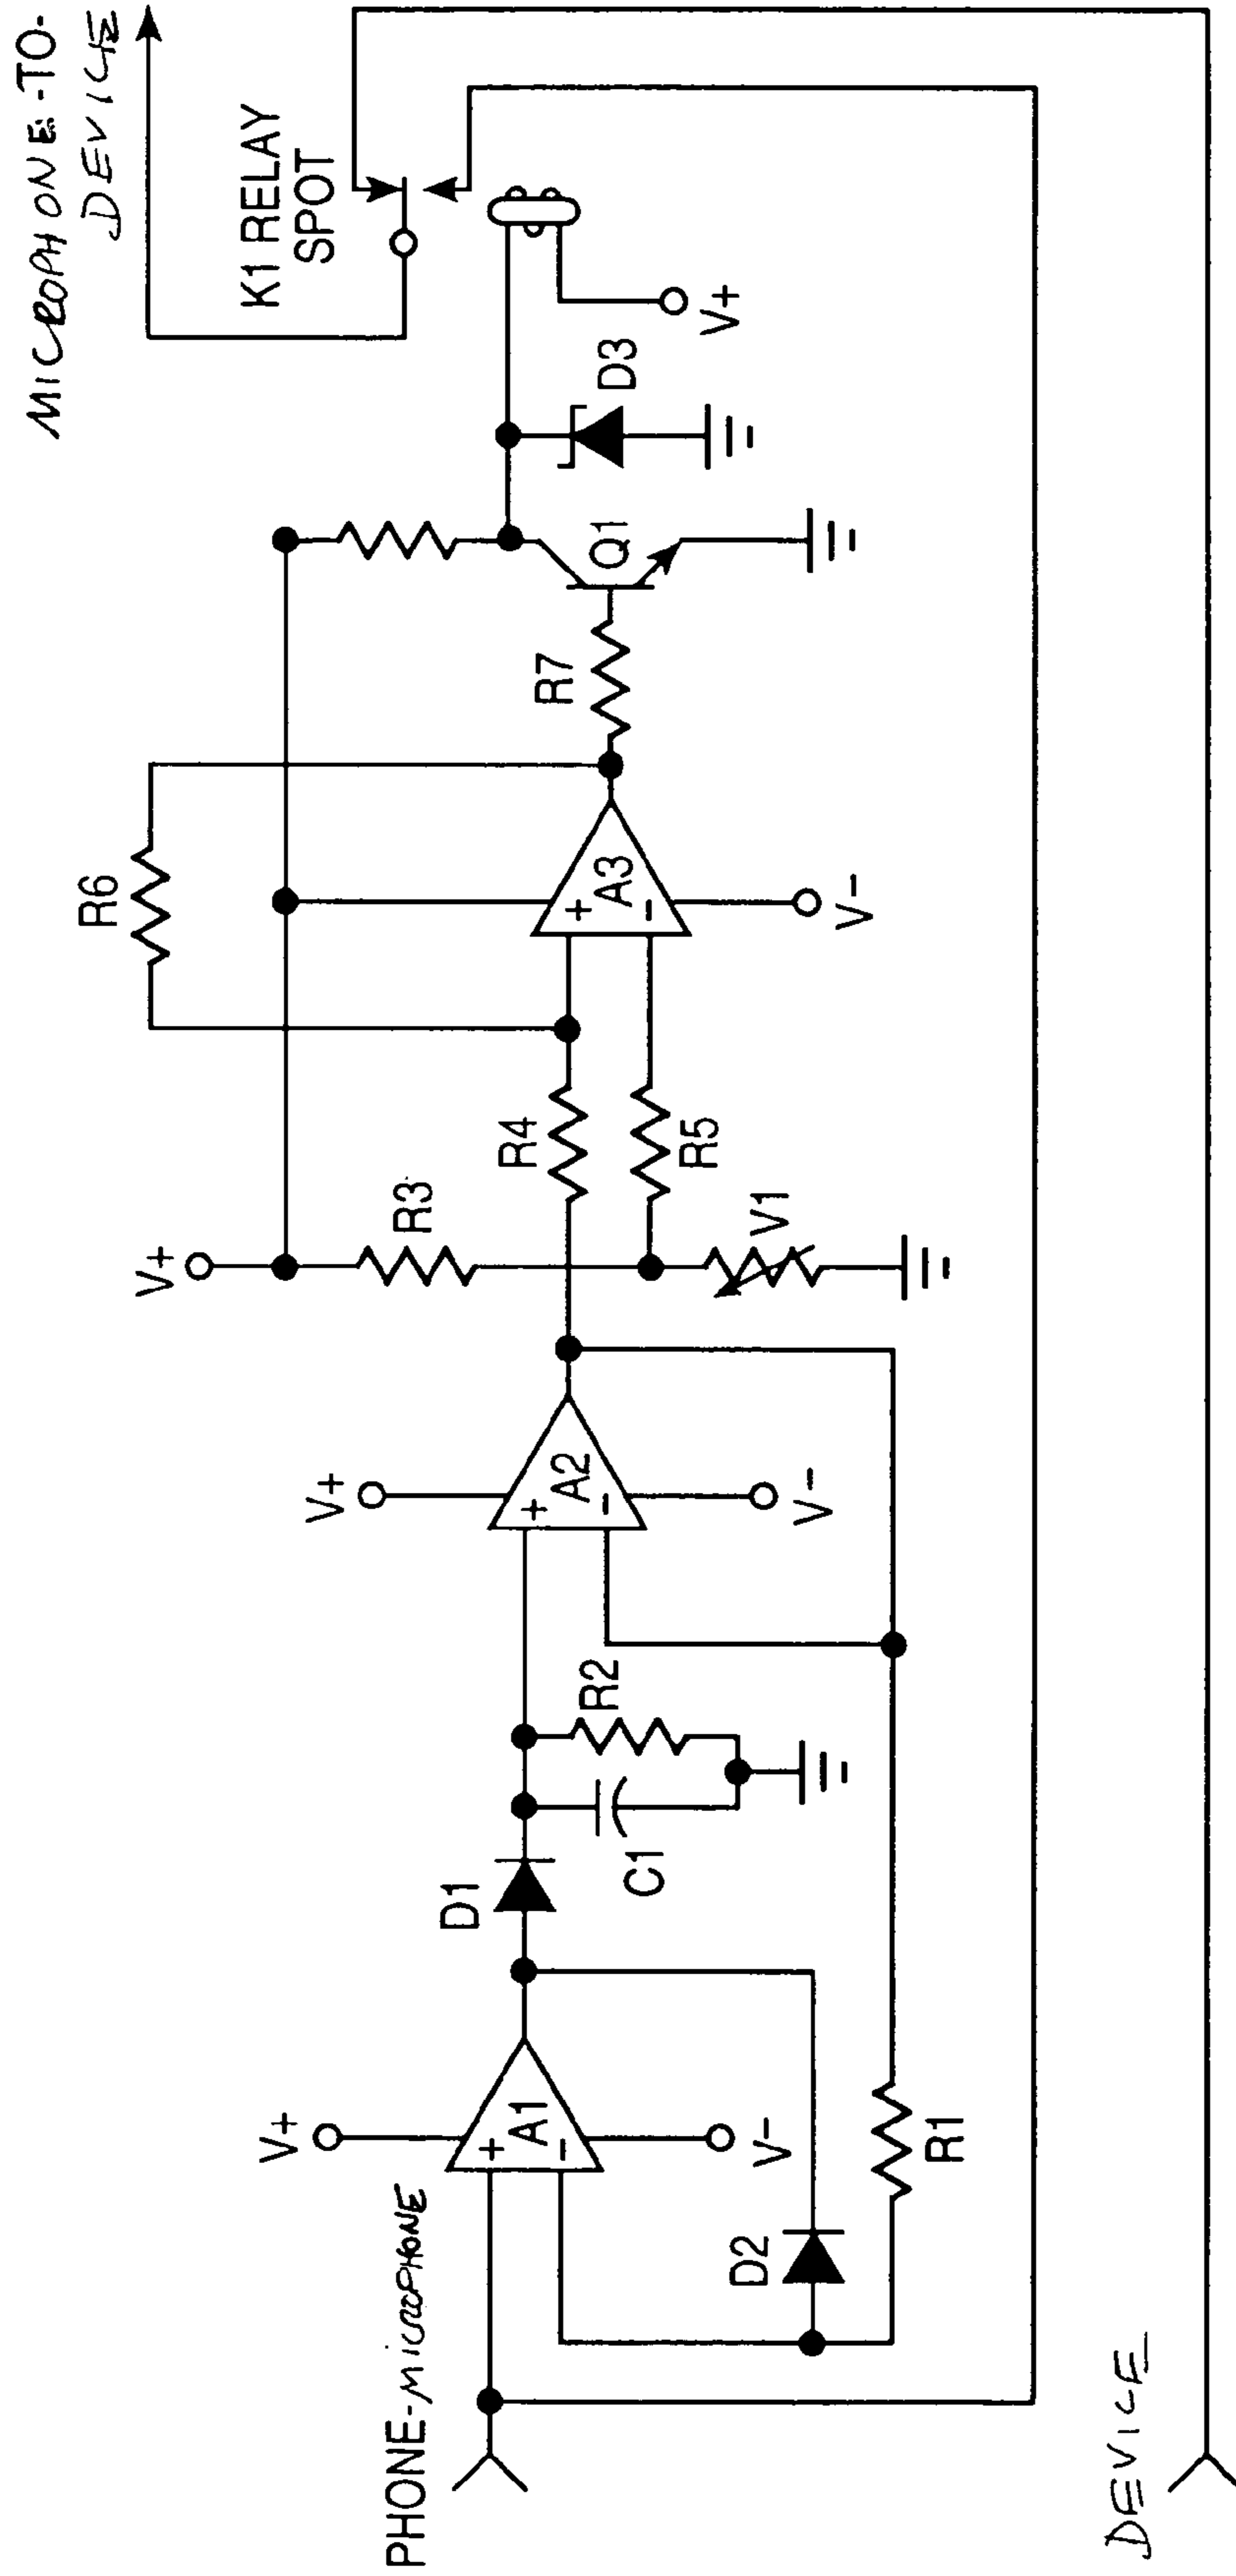 MICROPHONE-TO-
DEVICE
K1 RELAY
SPOT
V+
D3
Q1
R7
R6
A3
+
-
V-
R4
R5
R3
V1
V+
V+
A2
+
-
V-
R2
C1
D1
V+
A1
+
-
V-
D2
R1
PHONE-MICROPHONE
DEVICE